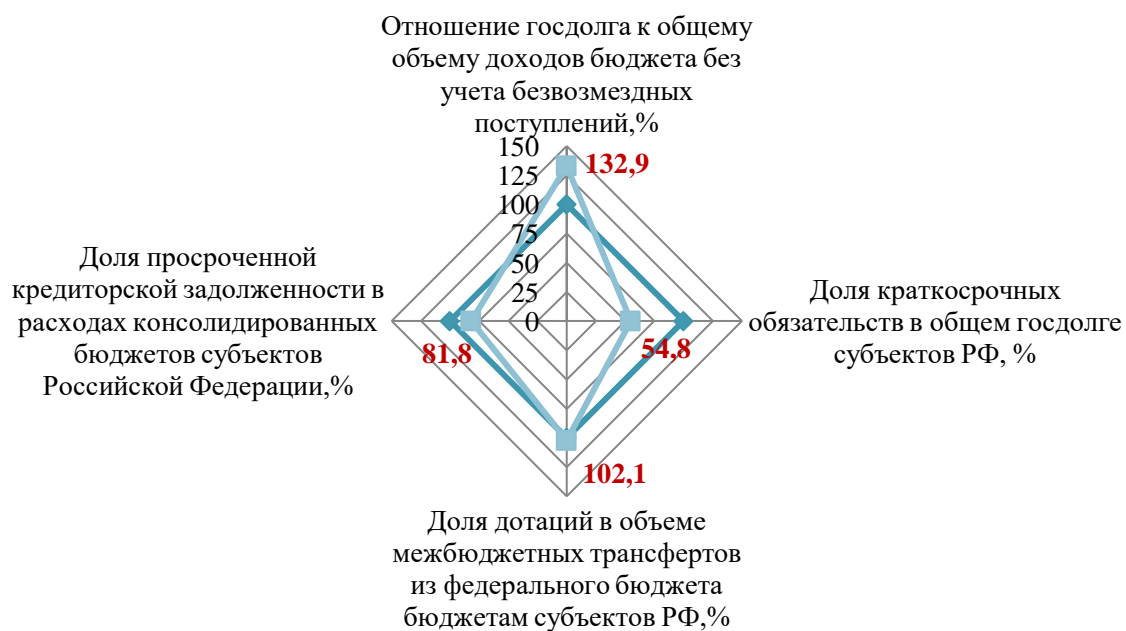 Отношение госдолга к общему
объему доходов бюджета без
учета безвозмездных
поступлений,%
150
125
100
75
50
25
0
132,9
Доля просроченной
кредиторской задолженности в
расходах консолидированных
бюджетов субъектов
Российской Федерации,%
81,8
54,8
Доля краткосрочных
обязательств в общем госдолге
субъектов РФ, %
102,1
Доля дотаций в объеме
межбюджетных трансфертов
из федерального бюджета
бюджетам субъектов РФ,%